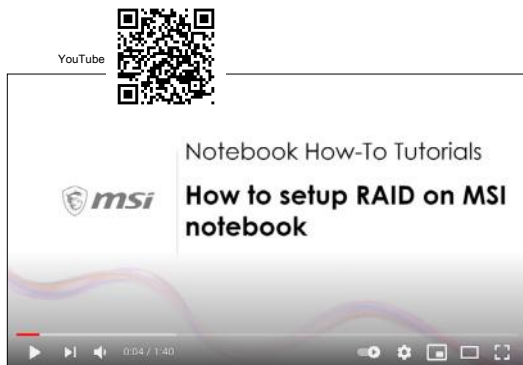 YouTube
Notebook How-To Tutorials
msi
How to setup RAID on MSI
notebook
0:04 / 1:40